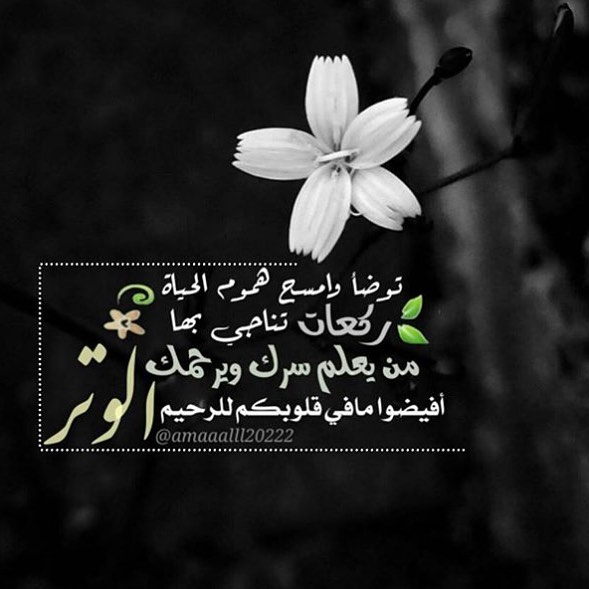 توضأ وامسح هموم الحياة
ركعات تناجي بها
من يعلم سرك ويرحمك
أفيضوا مافي قلوبكم للرحيم
الوتر
@amaaalll20222